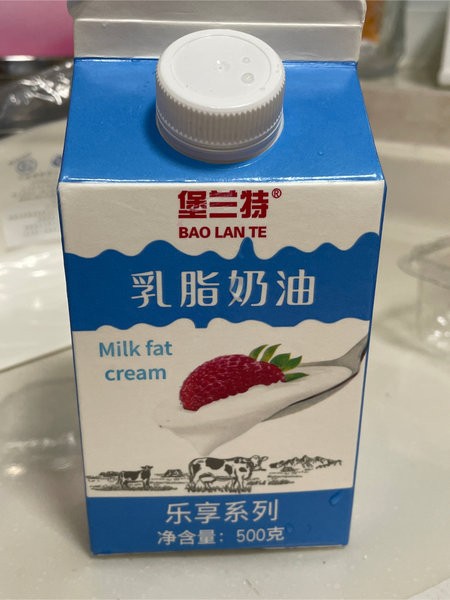 堡兰特®
BAO LAN TE
乳脂奶油
Milk fat
cream
乐享系列
净含量：500克